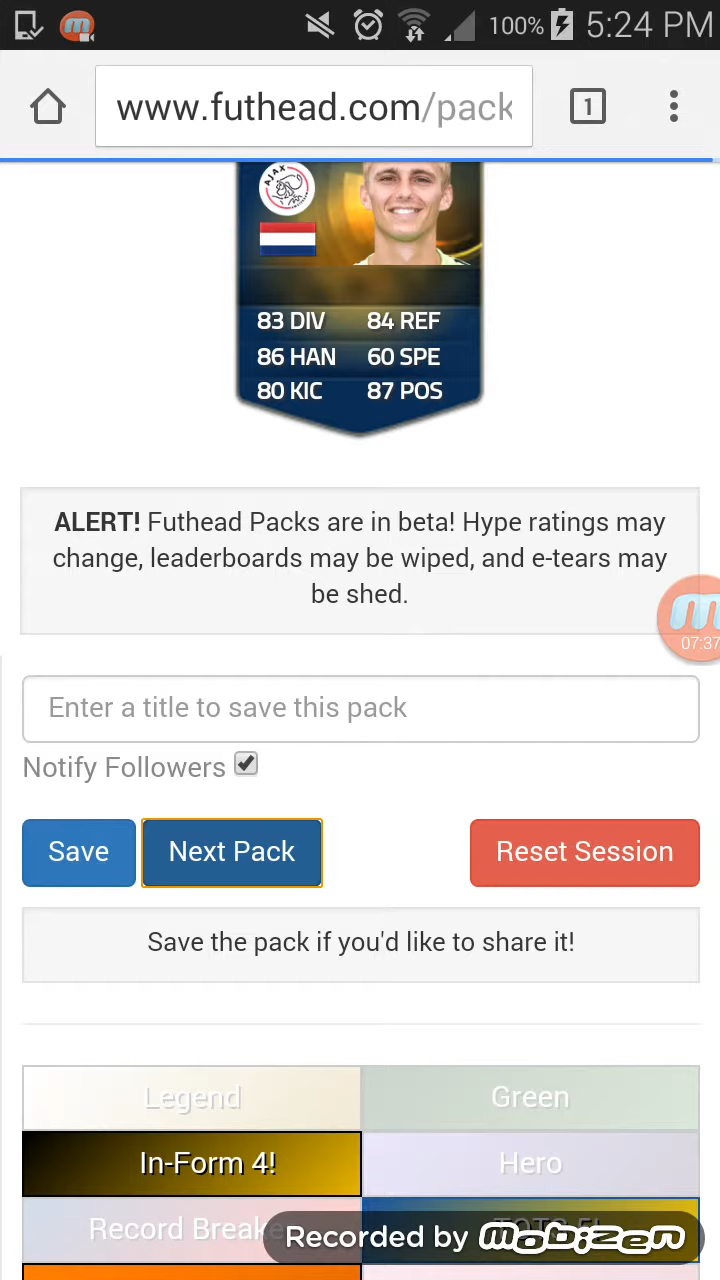 100% 5:24 PM
www.futhead.com/pack
1
AJAX
83 DIV 84 REF
86 HAN 60 SPE
80 KIC 87 POS
ALERT! Futhead Packs are in beta! Hype ratings may
change, leaderboards may be wiped, and e-tears may
be shed.
07:37
Enter a title to save this pack
Notify Followers
Save Next Pack Reset Session
Save the pack if you'd like to share it!
Legend Green
In-Form 4! Hero
Record Breake
Recorded by mobizen